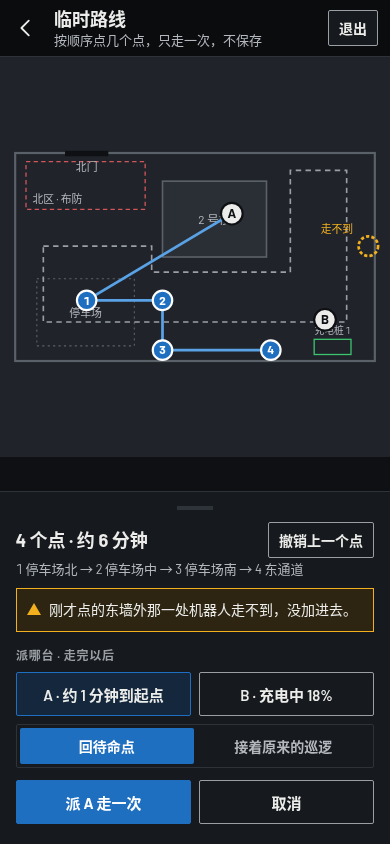 临时路线
按顺序点几个点，只走一次，不保存
退出
北门
北区 · 布防
A
2 号
走不到
1
2
停车场
B
充电桩 1
3
4
4 个点 · 约 6 分钟
撤销上一个点
1 停车场北 → 2 停车场中 → 3 停车场南 → 4 东通道
刚才点的东墙外那一处机器人走不到，没加进去。
派哪台 · 走完以后
A · 约 1 分钟到起点
B · 充电中 18%
回待命点
接着原来的巡逻
派 A 走一次
取消